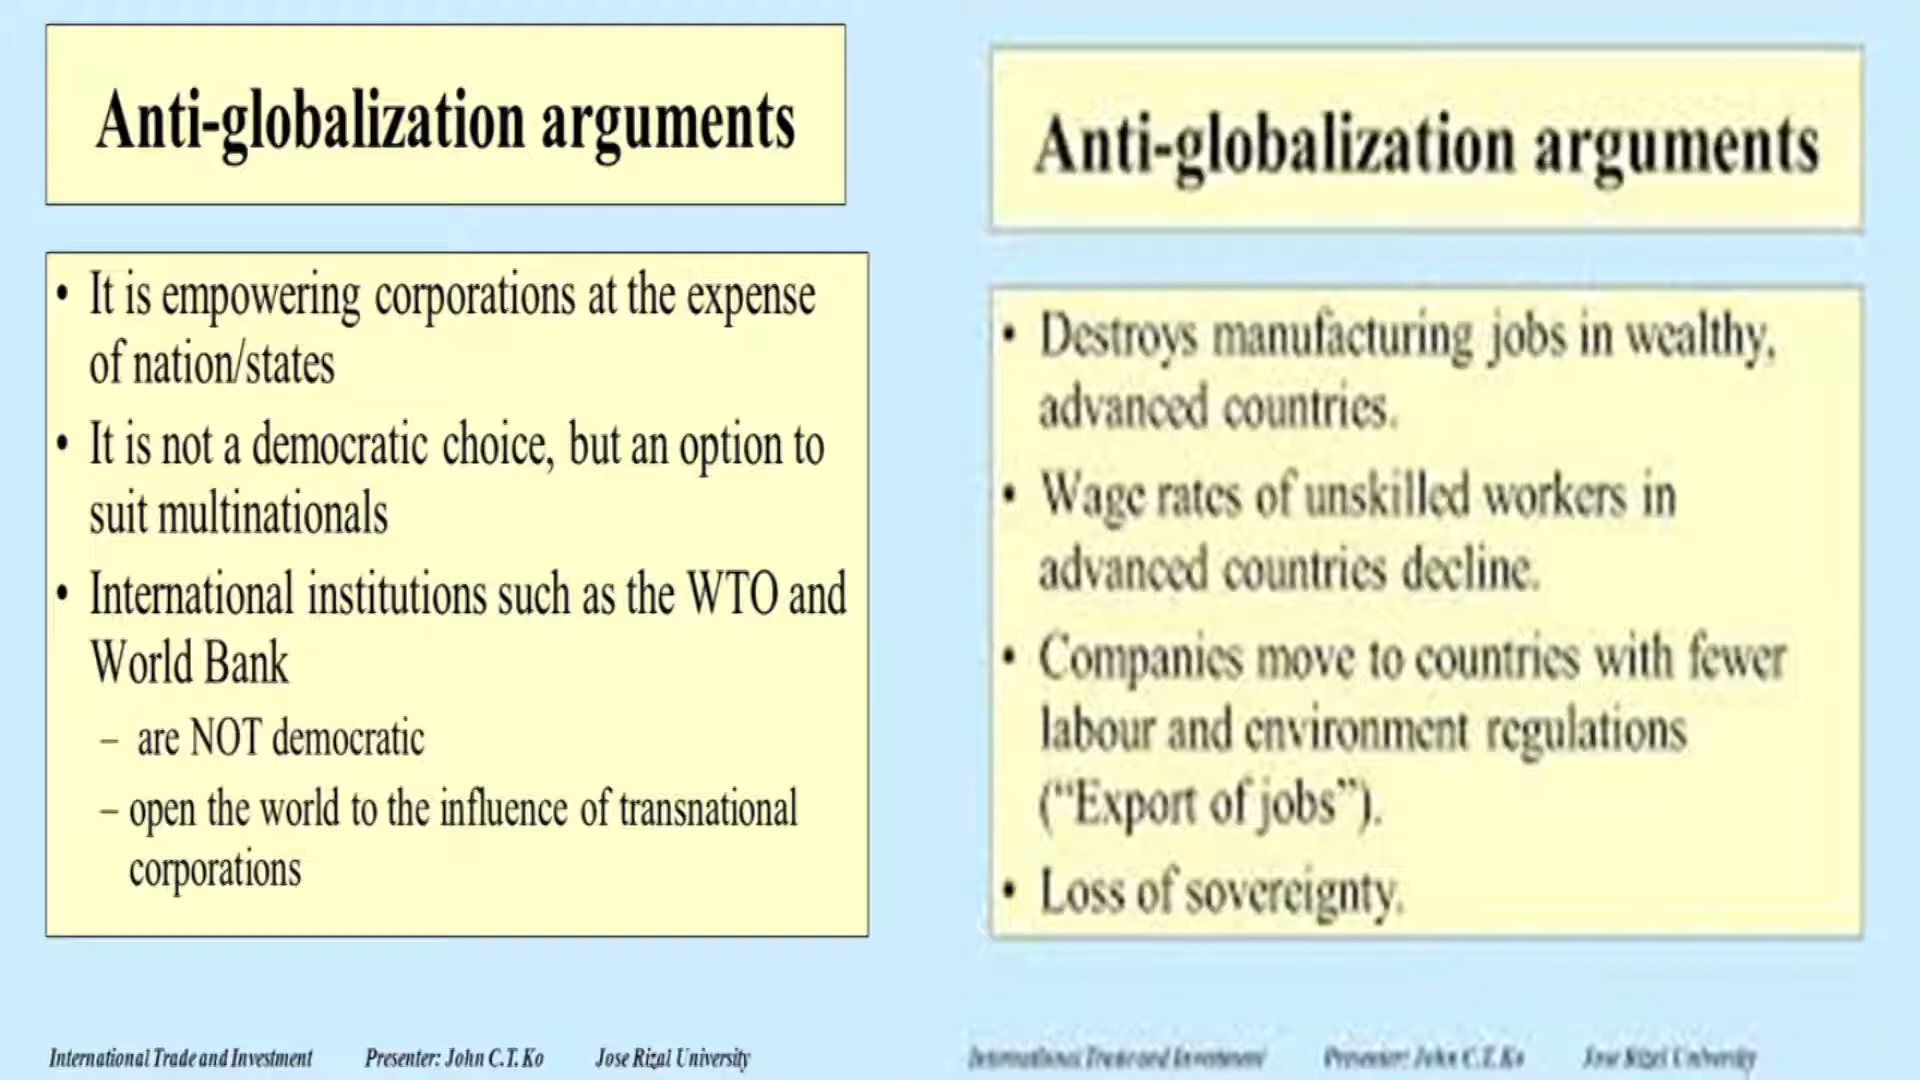 Anti-globalization arguments
• It is empowering corporations at the expense
of nation/states
• It is not a democratic choice, but an option to
suit multinationals
• International institutions such as the WTO and
World Bank
– are NOT democratic
– open the world to the influence of transnational
corporations
International Trade and Investment Presenter: John C.T. Ko Jose Rizal University
Anti-globalization arguments
• Destroys manufacturing jobs in wealthy,
advanced countries.
• Wage rates of unskilled workers in
advanced countries decline.
• Companies move to countries with fewer
labour and environment regulations
(“Export of jobs”).
• Loss of sovereignty.
International Trade and Investment Presenter: John C.T. Ko Jose Rizal University